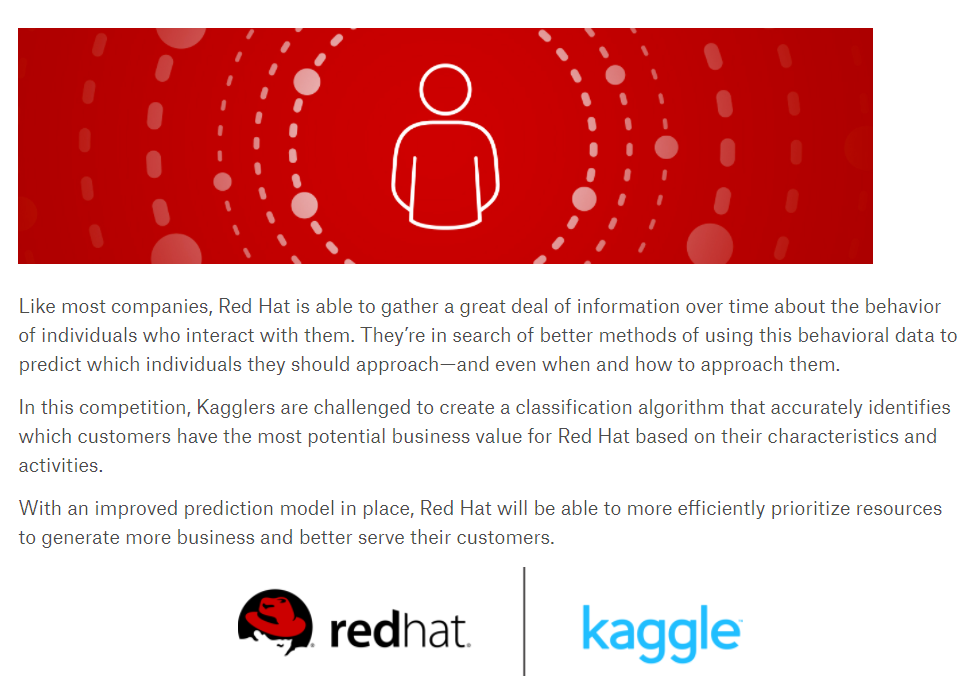 Like most companies, Red Hat is able to gather a great deal of information over time about the behavior
of individuals who interact with them. They’re in search of better methods of using this behavioral data to
predict which individuals they should approach—and even when and how to approach them.
In this competition, Kagglers are challenged to create a classification algorithm that accurately identifies
which customers have the most potential business value for Red Hat based on their characteristics and
activities.
With an improved prediction model in place, Red Hat will be able to more efficiently prioritize resources
to generate more business and better serve their customers.
redhat.
kaggle